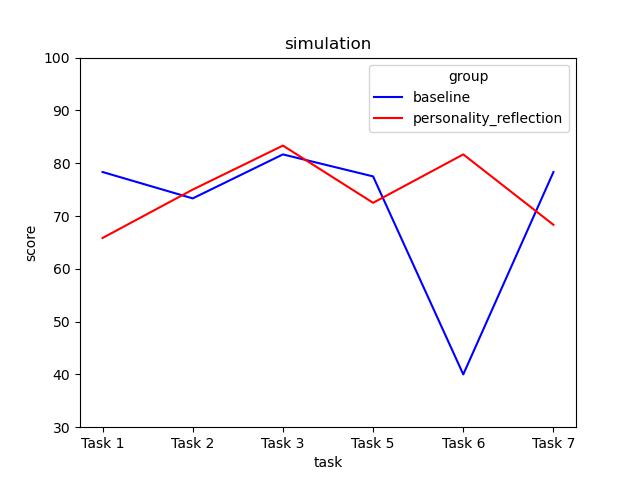 simulation
100
90
80
70
60
50
40
30
score
group
baseline
personality_reflection
Task 1 Task 2 Task 3 Task 5 Task 6 Task 7
task